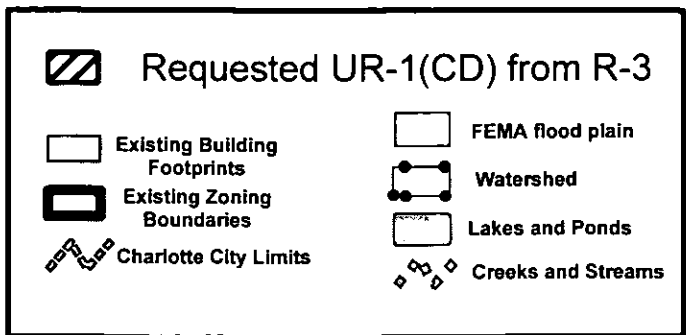 Requested UR-1(CD) from R-3
Existing Building
Footprints
Existing Zoning
Boundaries
Charlotte City Limits
FEMA flood plain
Watershed
Lakes and Ponds
Creeks and Streams